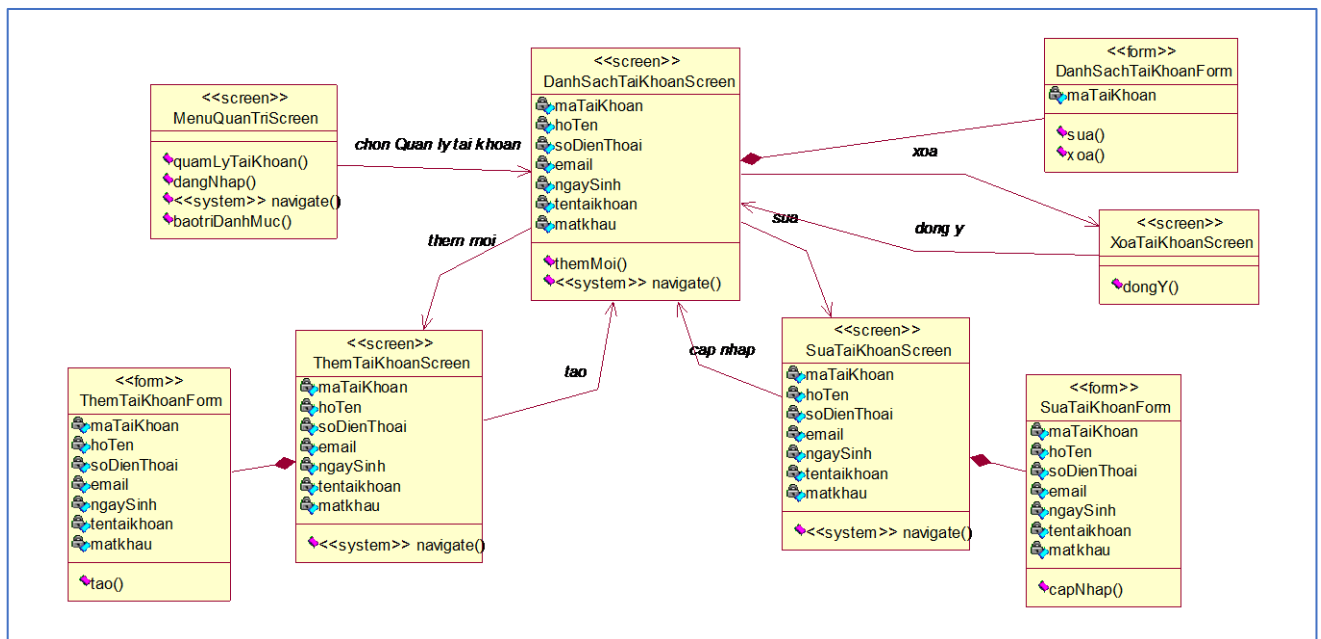 <<screen>>
MenuQuanTriScreen
quamLyTaiKhoan()
dangNhap()
<<system>> navigate()
baotriDanhMuc()
chon Quan ly tai khoan
<<screen>>
DanhSachTaiKhoanScreen
maTaiKhoan
hoTen
soDienThoai
email
ngaySinh
tentaikhoan
matkhau
themMoi()
<<system>> navigate()
<<form>>
DanhSachTaiKhoanForm
maTaiKhoan
sua()
xoa()
xoa
<<screen>>
XoaTaiKhoanScreen
dongY()
dong y
sua
them moi
<<screen>>
ThemTaiKhoanScreen
maTaiKhoan
hoTen
soDienThoai
email
ngaySinh
tentaikhoan
matkhau
<<system>> navigate()
tao
cap nhap
<<form>>
ThemTaiKhoanForm
maTaiKhoan
hoTen
soDienThoai
email
ngaySinh
tentaikhoan
matkhau
tao()
<<screen>>
SuaTaiKhoanScreen
maTaiKhoan
hoTen
soDienThoai
email
ngaySinh
tentaikhoan
matkhau
<<system>> navigate()
<<form>>
SuaTaiKhoanForm
maTaiKhoan
hoTen
soDienThoai
email
ngaySinh
tentaikhoan
matkhau
capNhap()